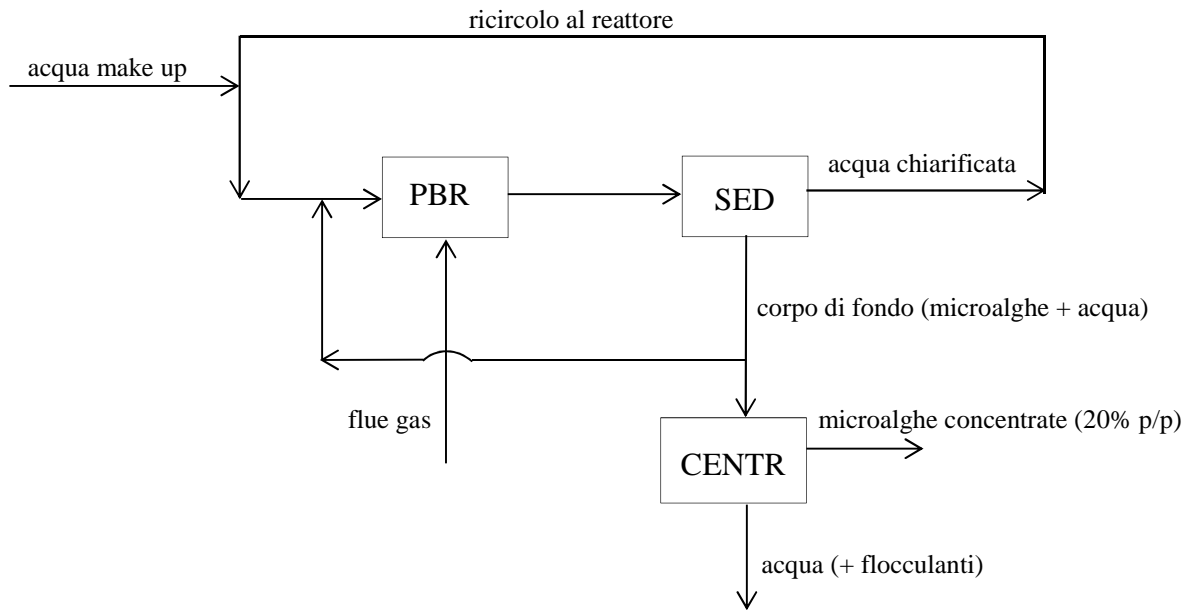 ricircolo al reattore
acqua make up
acqua chiarificata
PBR
SED
corpo di fondo (microalghe + acqua)
flue gas
microalghe concentrate (20% p/p)
CENTR
acqua (+ flocculanti)